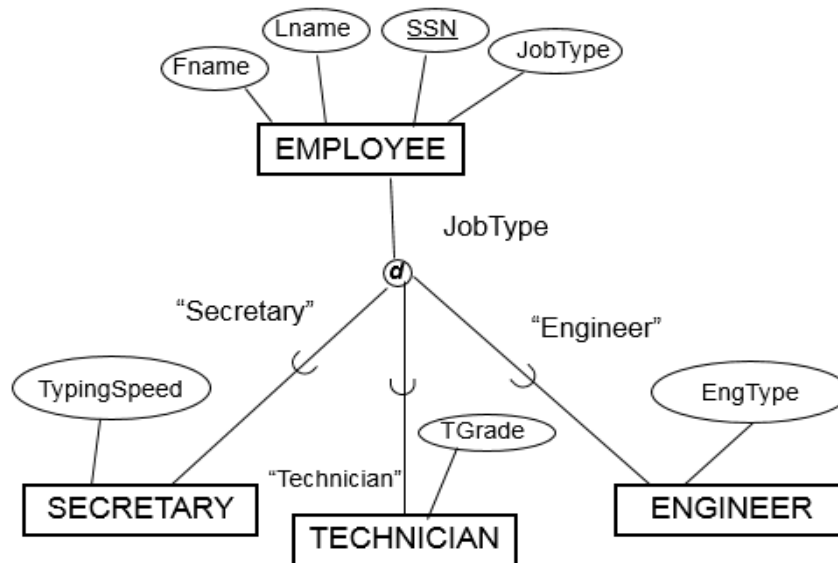 Lname
SSN
JobType
Fname
EMPLOYEE
JobType
d
“Secretary”
“Engineer”
TypingSpeed
EngType
TGrade
“Technician”
SECRETARY
ENGINEER
TECHNICIAN